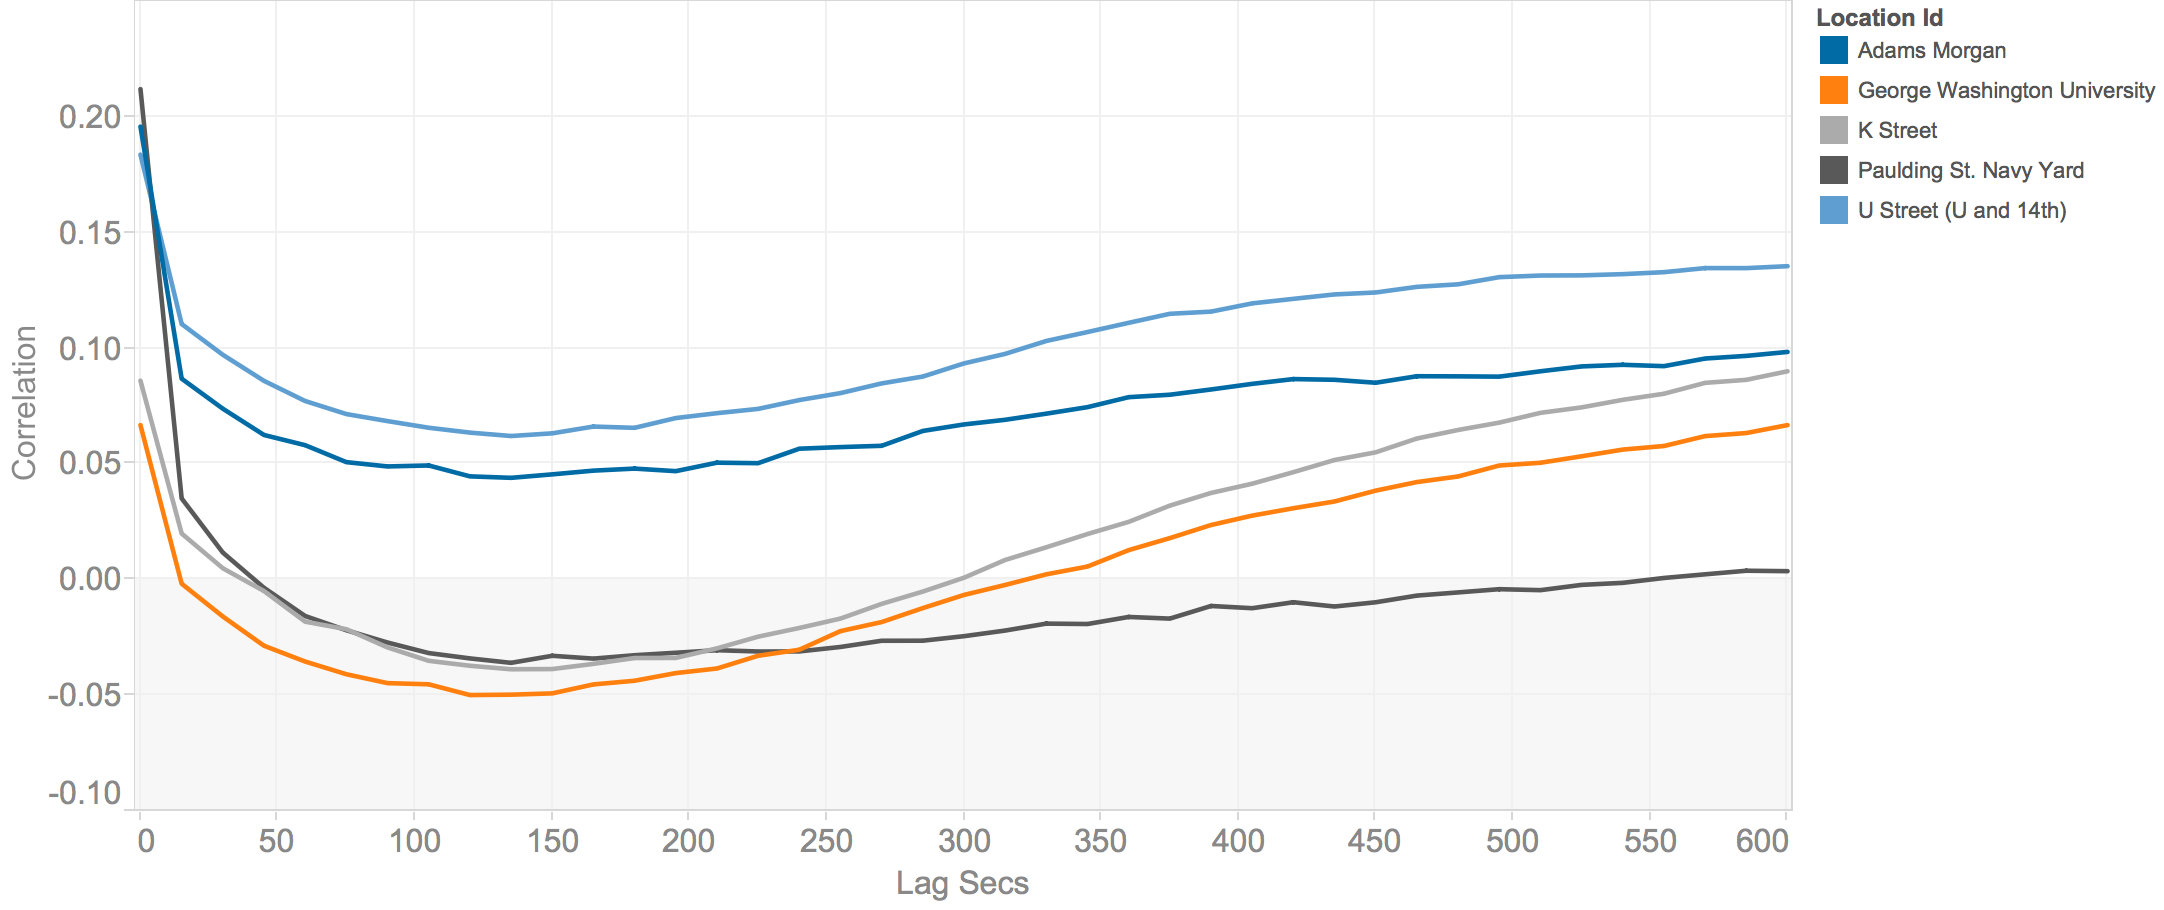 Location Id
Adams Morgan
George Washington University
K Street
Paulding St. Navy Yard
U Street (U and 14th)
Correlation
0.20
0.15
0.10
0.05
0.00
-0.05
-0.10
0 50 100 150 200 250 300 350 400 450 500 550 600
Lag Secs